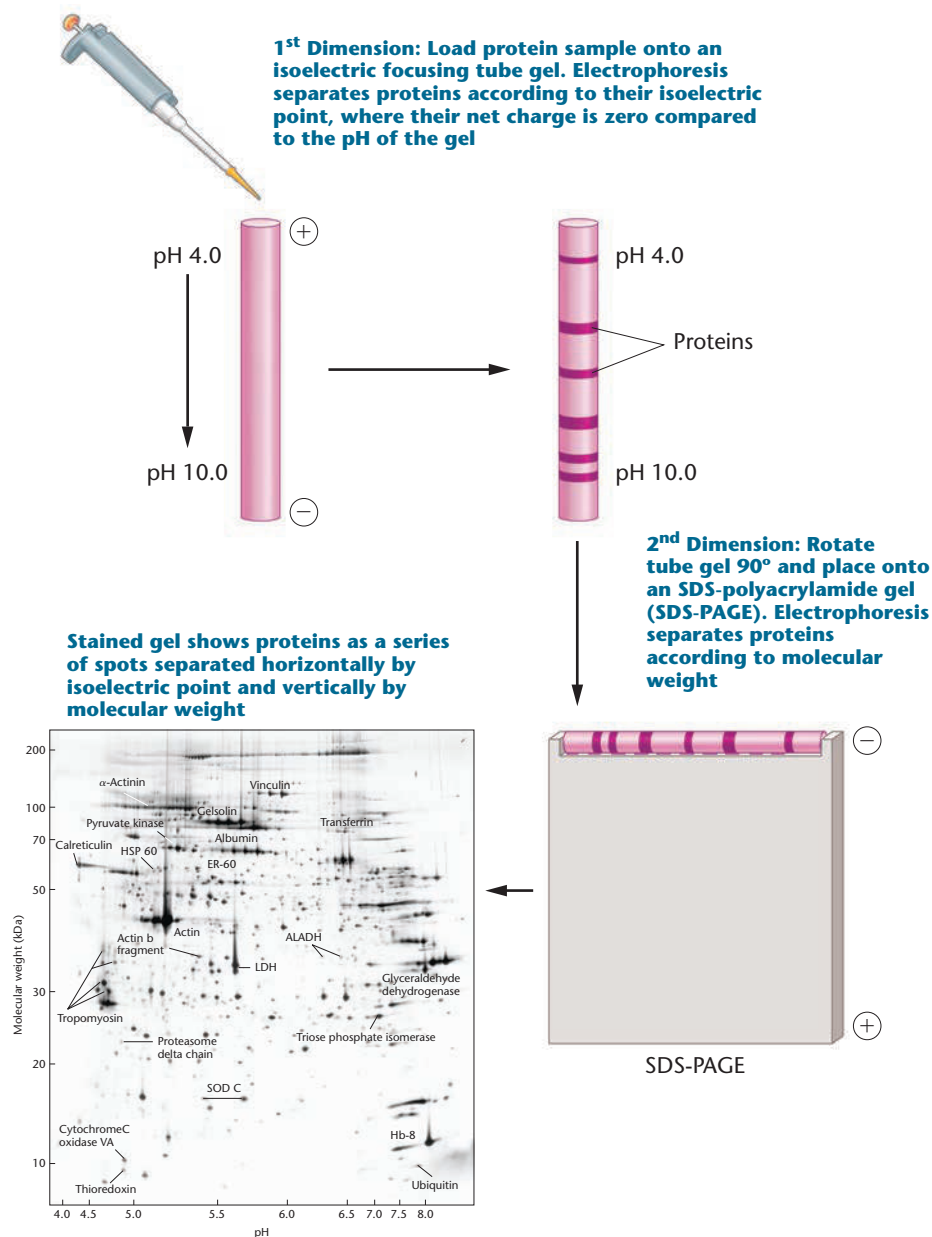 1st Dimension: Load protein sample onto an
isoelectric focusing tube gel. Electrophoresis
separates proteins according to their isoelectric
point, where their net charge is zero compared
to the pH of the gel
+
pH 4.0
pH 10.0
−
pH 4.0
Proteins
pH 10.0
2nd Dimension: Rotate
tube gel 90º and place onto
an SDS-polyacrylamide gel
(SDS-PAGE). Electrophoresis
separates proteins
according to molecular
weight
−
+
SDS-PAGE
Stained gel shows proteins as a series
of spots separated horizontally by
isoelectric point and vertically by
molecular weight
Molecular weight (kDa)
200
100
70
50
30
20
10
α-Actinin
Vinculin
Gelsolin
Pyruvate kinase
Transferrin
Albumin
Calreticulin
HSP 60
ER-60
Actin
Actin b
fragment
ALADH
LDH
Glyceraldehyde
dehydrogenase
Tropomyosin
Proteasome
delta chain
Triose phosphate isomerase
SOD C
CytochromeC
oxidase VA
Hb-8
Thioredoxin
Ubiquitin
4.0 4.5 5.0 5.5 6.0 6.5 7.0 7.5 8.0
pH